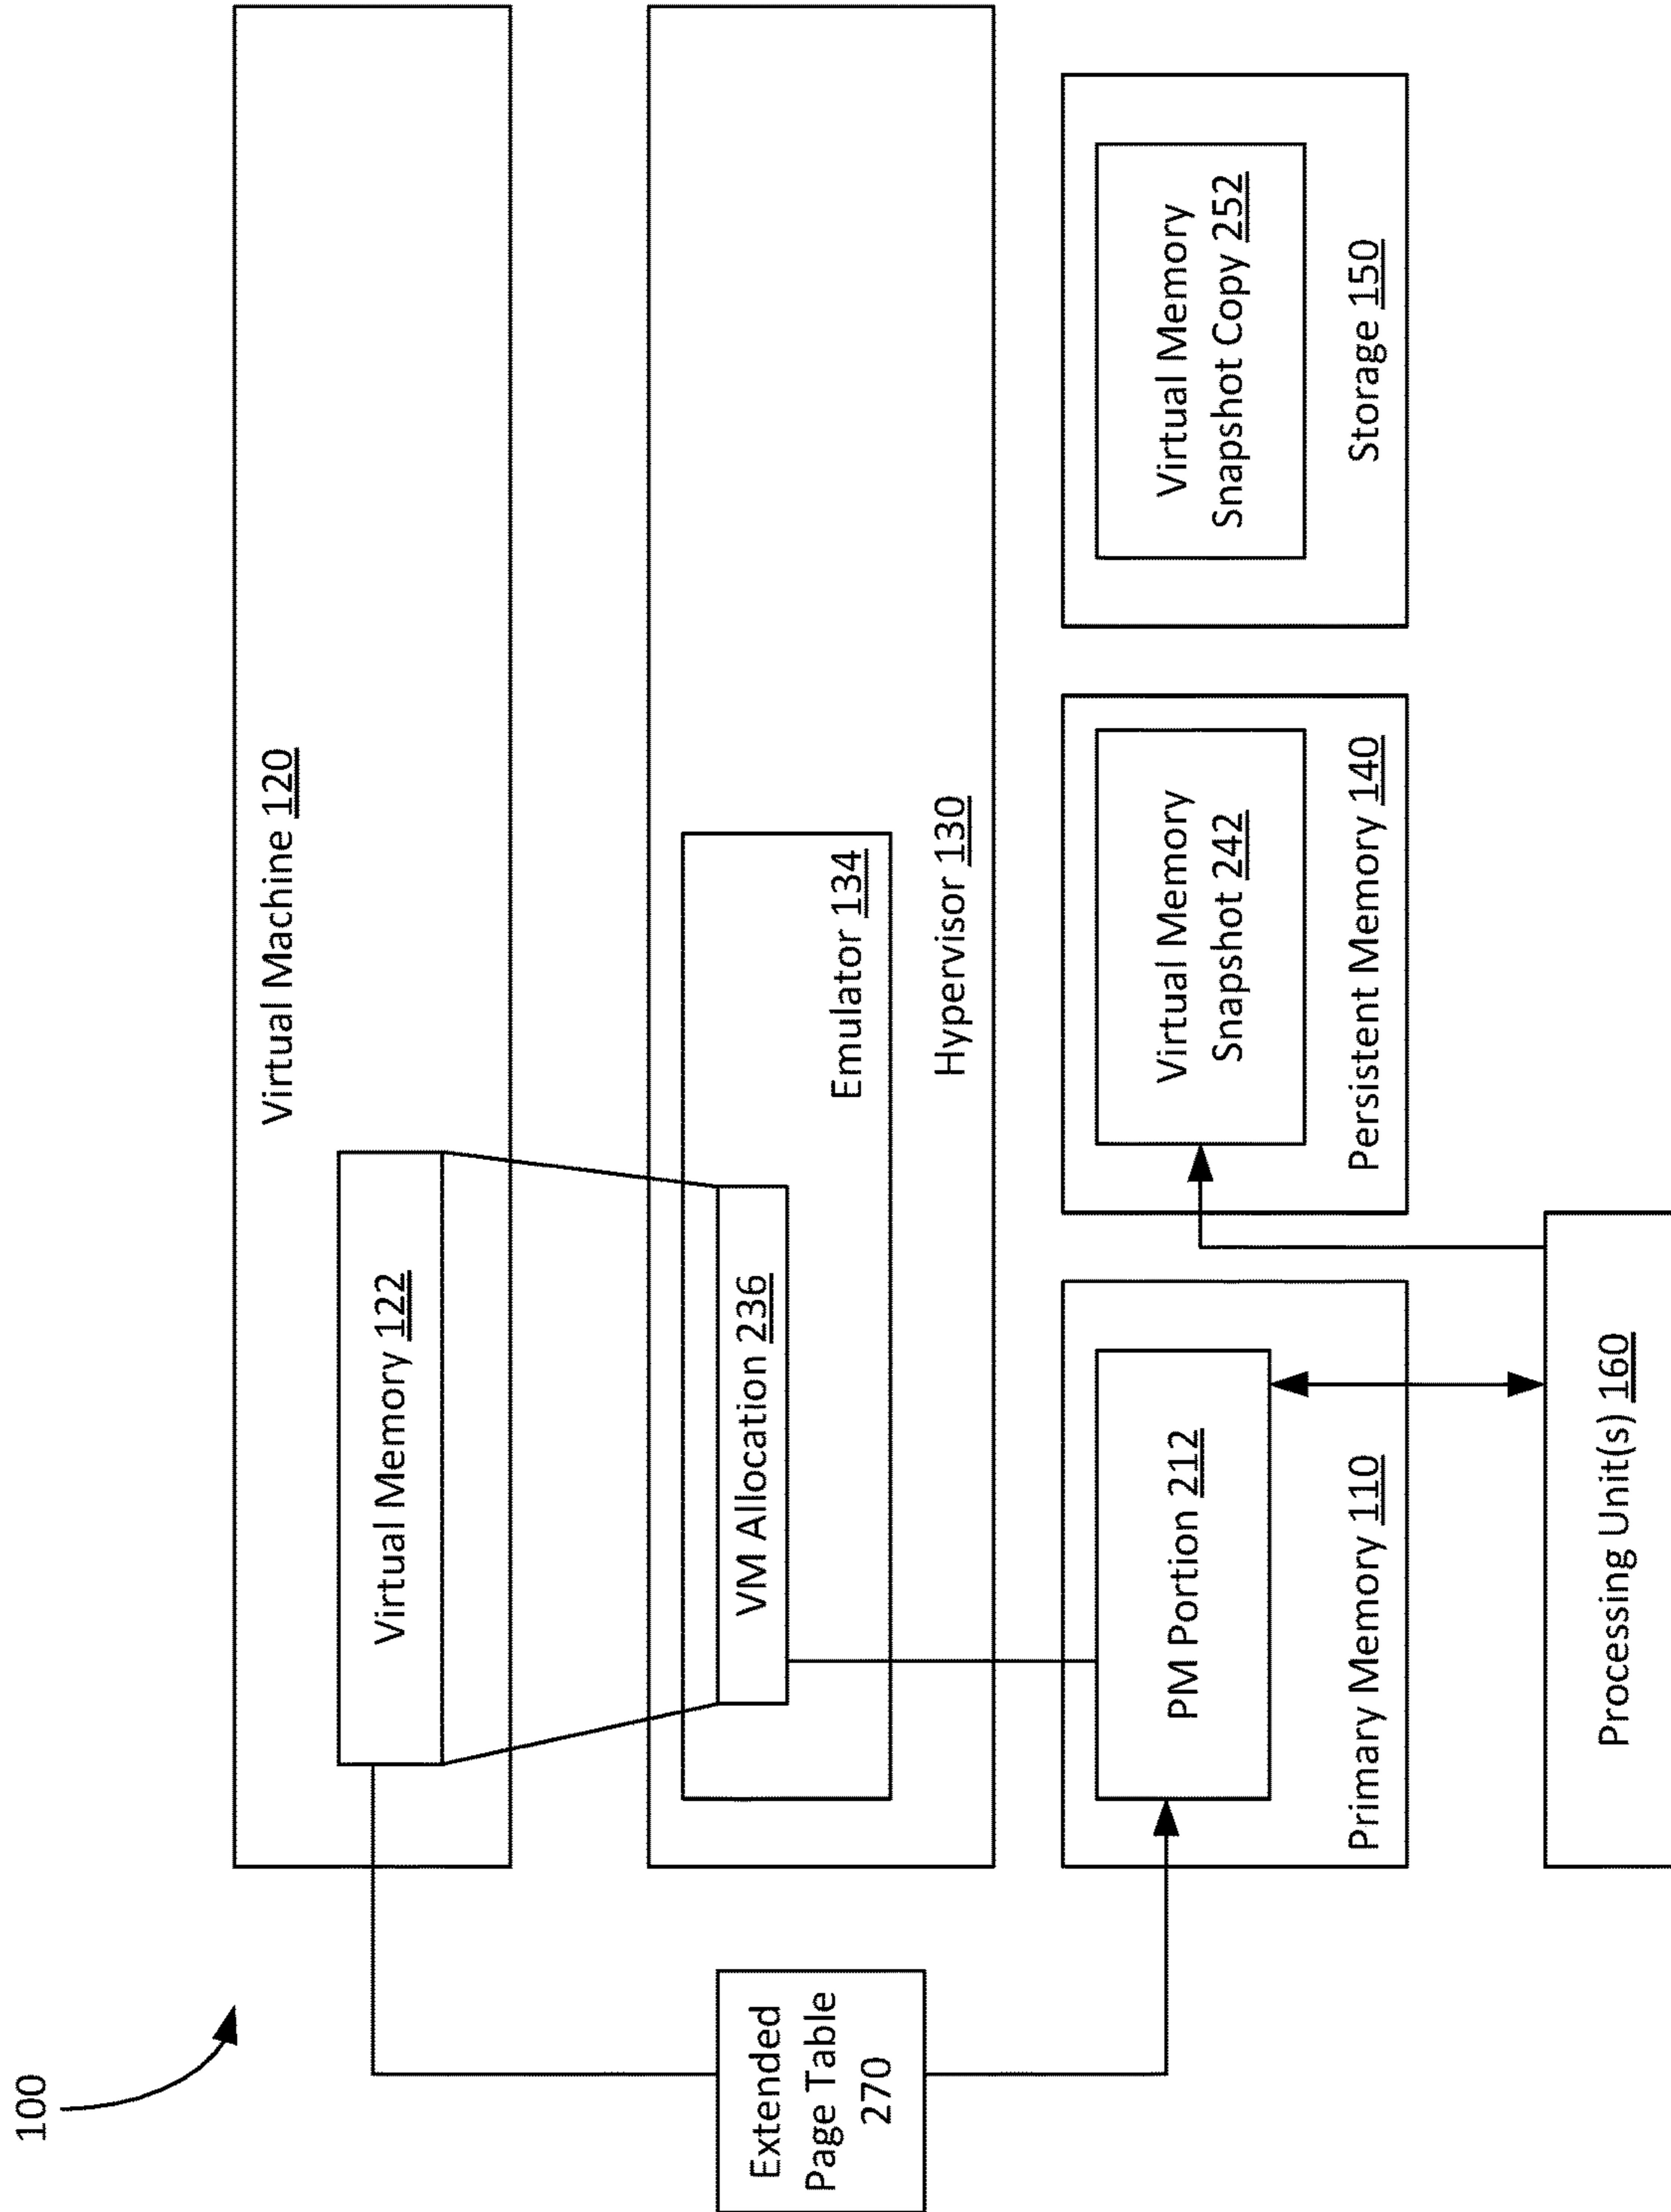 100
Virtual Machine 120
Virtual Memory 122
Extended
Page Table
270
VM Allocation 236
Emulator 134
Hypervisor 130
PM Portion 212
Primary Memory 110
Virtual Memory
Snapshot 242
Persistent Memory 140
Virtual Memory
Snapshot Copy 252
Storage 150
Processing Unit(s) 160